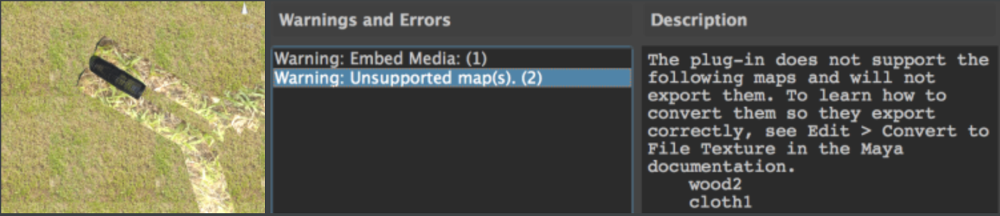 Warnings and Errors
Description
Warning: Embed Media: (1)
Warning: Unsupported map(s). (2)
The plug-in does not support the
following maps and will not
export them. To learn how to
convert them so they export
correctly, see Edit > Convert to
File Texture in the Maya
documentation.
wood2
cloth1